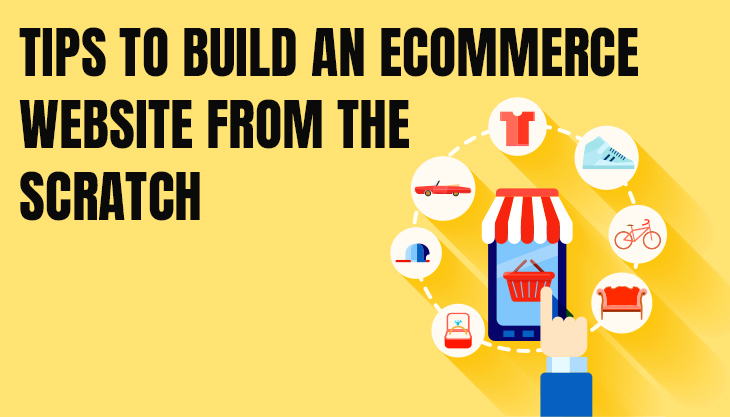 TIPS TO BUILD AN ECOMMERCE
WEBSITE FROM THE
SCRATCH